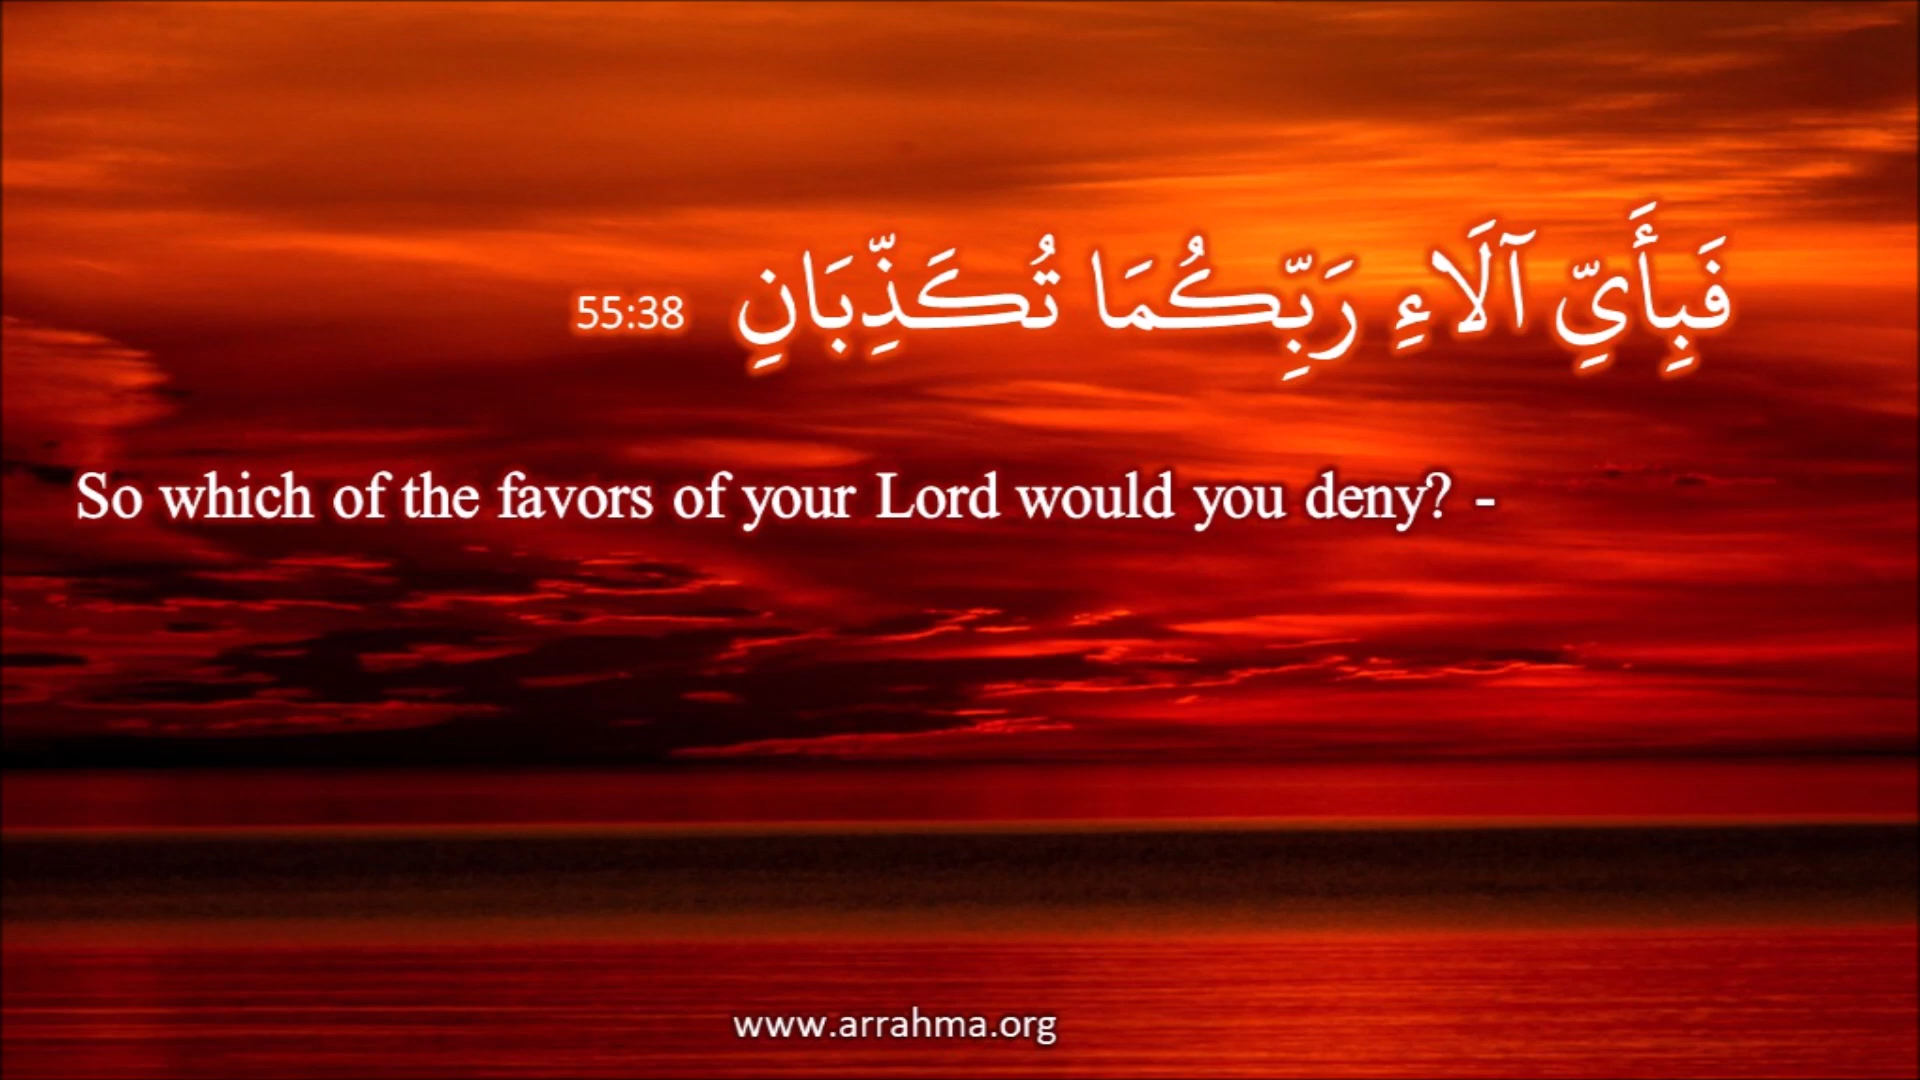 فَبِأَيِّ آلَاءِ رَبِّكُمَا تُكَذِّبَانِ 55:38
So which of the favors of your Lord would you deny? -
www.arrahma.org